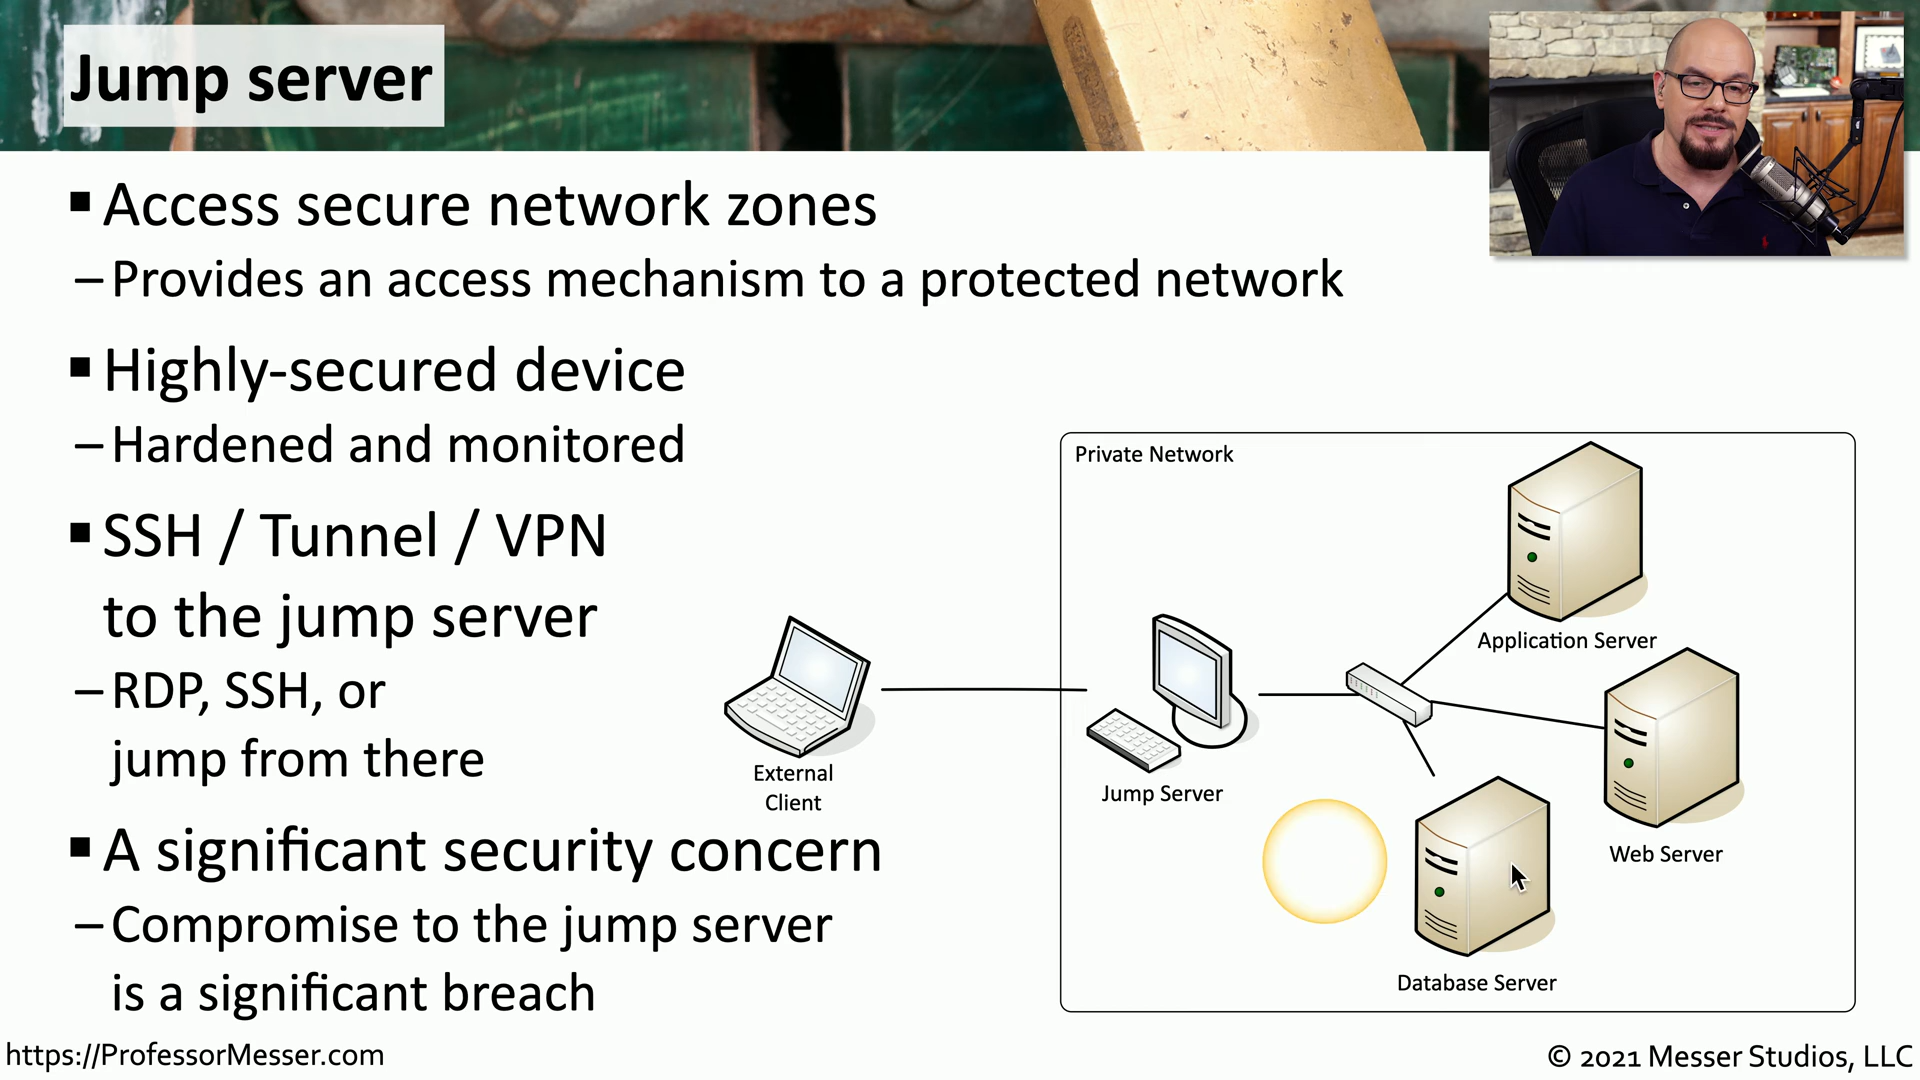 Jump server
▪ Access secure network zones
– Provides an access mechanism to a protected network
▪ Highly-secured device
– Hardened and monitored
▪ SSH / Tunnel / VPN
to the jump server
– RDP, SSH, or
jump from there
▪ A significant security concern
– Compromise to the jump server
is a significant breach
Private Network
Application Server
External
Client
Jump Server
Web Server
Database Server
https://ProfessorMesser.com
© 2021 Messer Studios, LLC